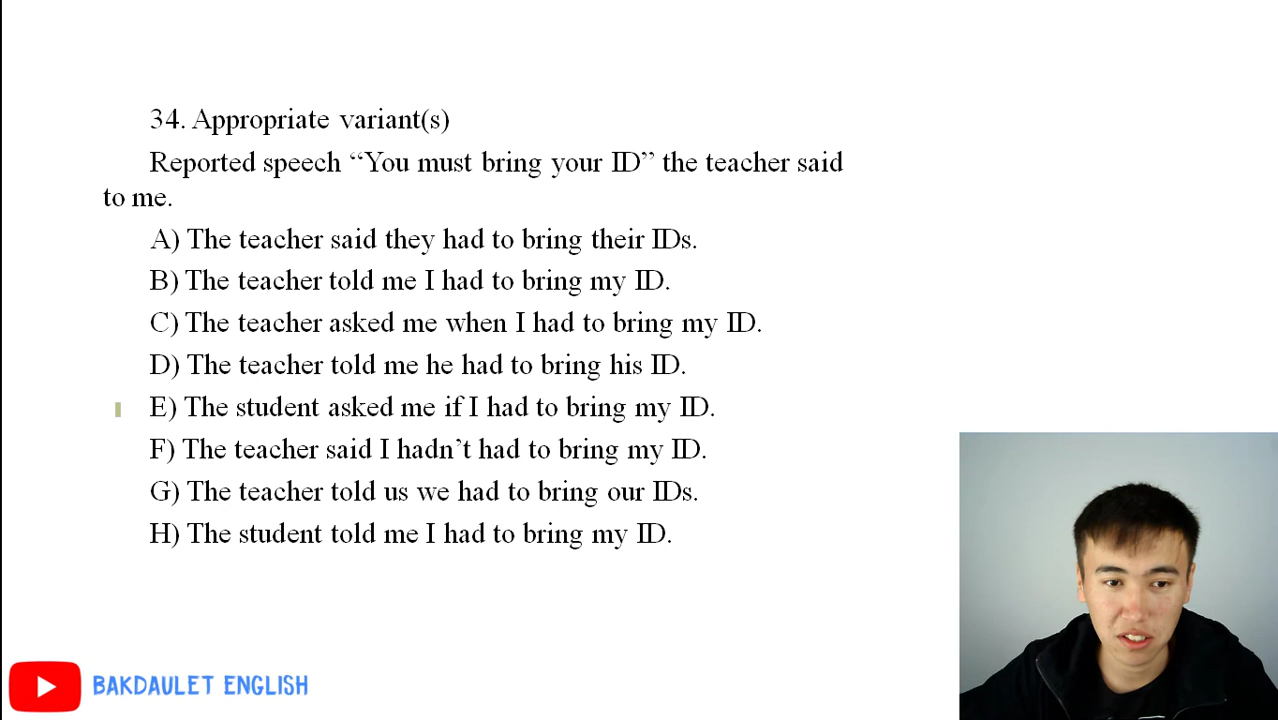 34. Appropriate variant(s)
Reported speech “You must bring your ID” the teacher said
to me.
A) The teacher said they had to bring their IDs.
B) The teacher told me I had to bring my ID.
C) The teacher asked me when I had to bring my ID.
D) The teacher told me he had to bring his ID.
E) The student asked me if I had to bring my ID.
F) The teacher said I hadn’t had to bring my ID.
G) The teacher told us we had to bring our IDs.
H) The student told me I had to bring my ID.
BAKDAULET ENGLISH